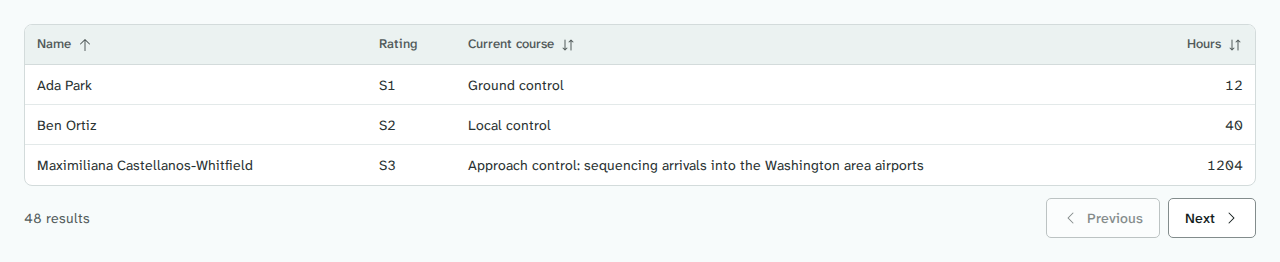 Name Rating Current course Hours
Ada Park S1 Ground control 12
Ben Ortiz S2 Local control 40
Maximiliana Castellanos-Whitfield S3 Approach control: sequencing arrivals into the Washington area airports 1204
48 results Previous Next